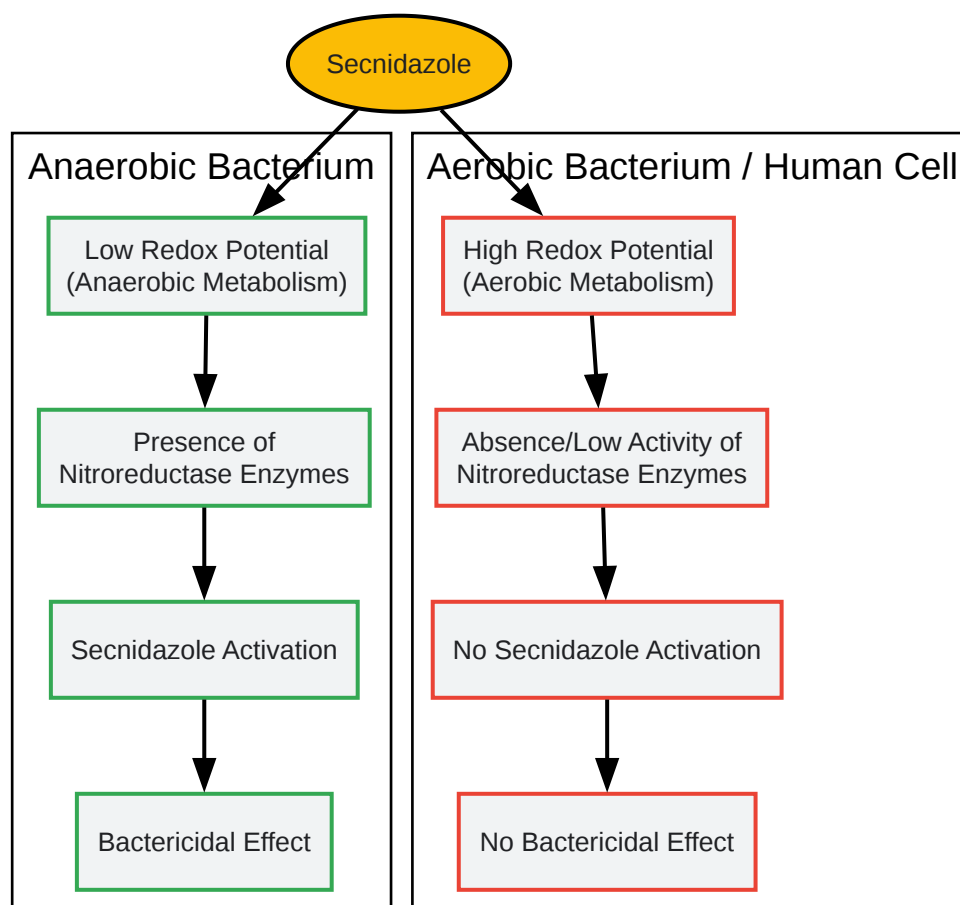 Secnidazole
Anaerobic Bacterium
Low Redox Potential
(Anaerobic Metabolism)
Presence of
Nitroreductase Enzymes
Secnidazole Activation
Bactericidal Effect
Aerobic Bacterium / Human Cell
High Redox Potential
(Aerobic Metabolism)
Absence/Low Activity of
Nitroreductase Enzymes
No Secnidazole Activation
No Bactericidal Effect